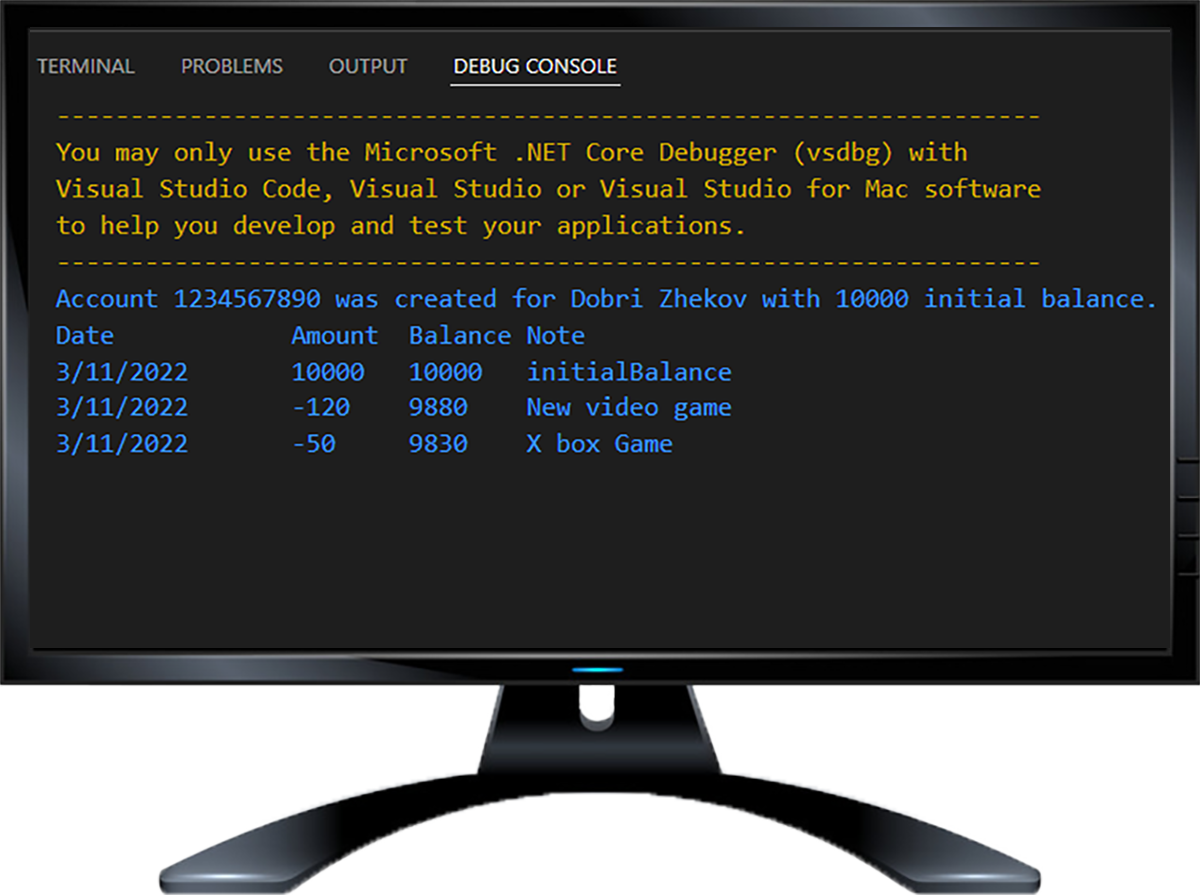 TERMINAL PROBLEMS OUTPUT DEBUG CONSOLE
-------------------------------------------------------------------
You may only use the Microsoft .NET Core Debugger (vsdbg) with
Visual Studio Code, Visual Studio or Visual Studio for Mac software
to help you develop and test your applications.
-------------------------------------------------------------------
Account 1234567890 was created for Dobri Zhekov with 10000 initial balance.
Date Amount Balance Note
3/11/2022 10000 10000 initialBalance
3/11/2022 -120 9880 New video game
3/11/2022 -50 9830 X box Game